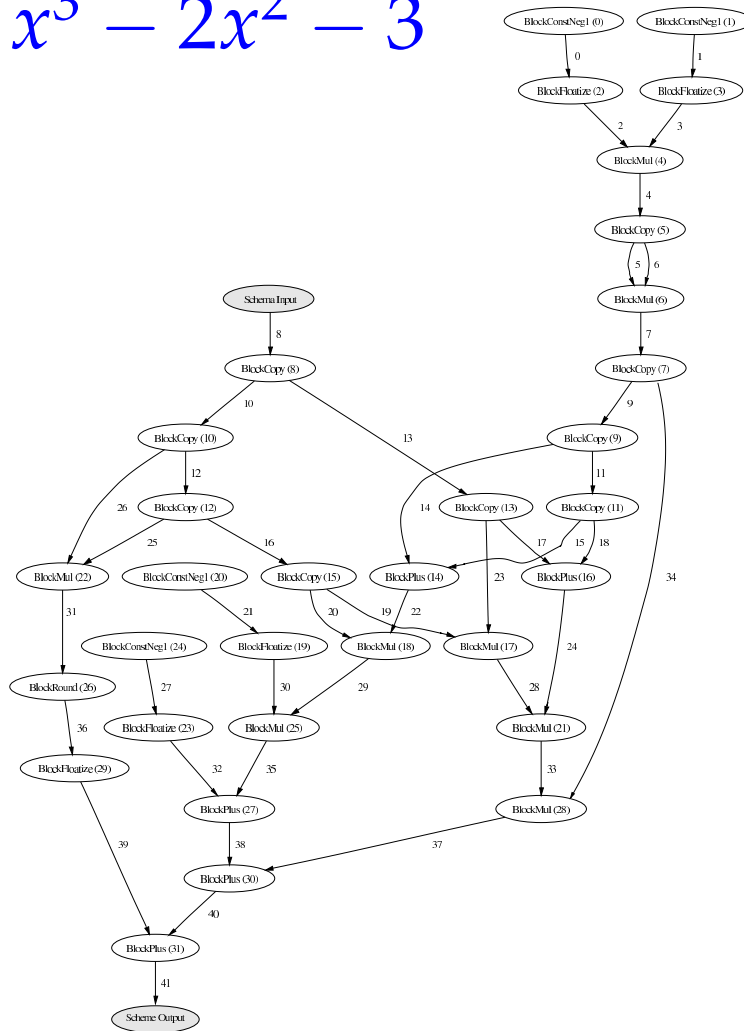 x³ − 2x² − 3
BlockConstNeg1 (0)
BlockConstNeg1 (1)
0
1
BlockFloatize (2)
BlockFloatize (3)
2
3
BlockMul (4)
4
BlockCopy (5)
5
6
Schema Input
BlockMul (6)
8
7
BlockCopy (8)
BlockCopy (7)
10
9
13
BlockCopy (10)
BlockCopy (9)
12
11
26
BlockCopy (12)
14
BlockCopy (13)
BlockCopy (11)
25
16
17
15
18
BlockMul (22)
BlockConstNeg1 (20)
BlockCopy (15)
BlockPlus (14)
23
BlockPlus (16)
34
31
21
20
19
22
BlockConstNeg1 (24)
BlockFloatize (19)
BlockMul (18)
BlockMul (17)
24
BlockRound (26)
27
30
29
28
36
BlockFloatize (23)
BlockMul (25)
BlockMul (21)
BlockFloatize (29)
32
35
33
BlockPlus (27)
BlockMul (28)
39
38
37
BlockPlus (30)
40
BlockPlus (31)
41
Scheme Output